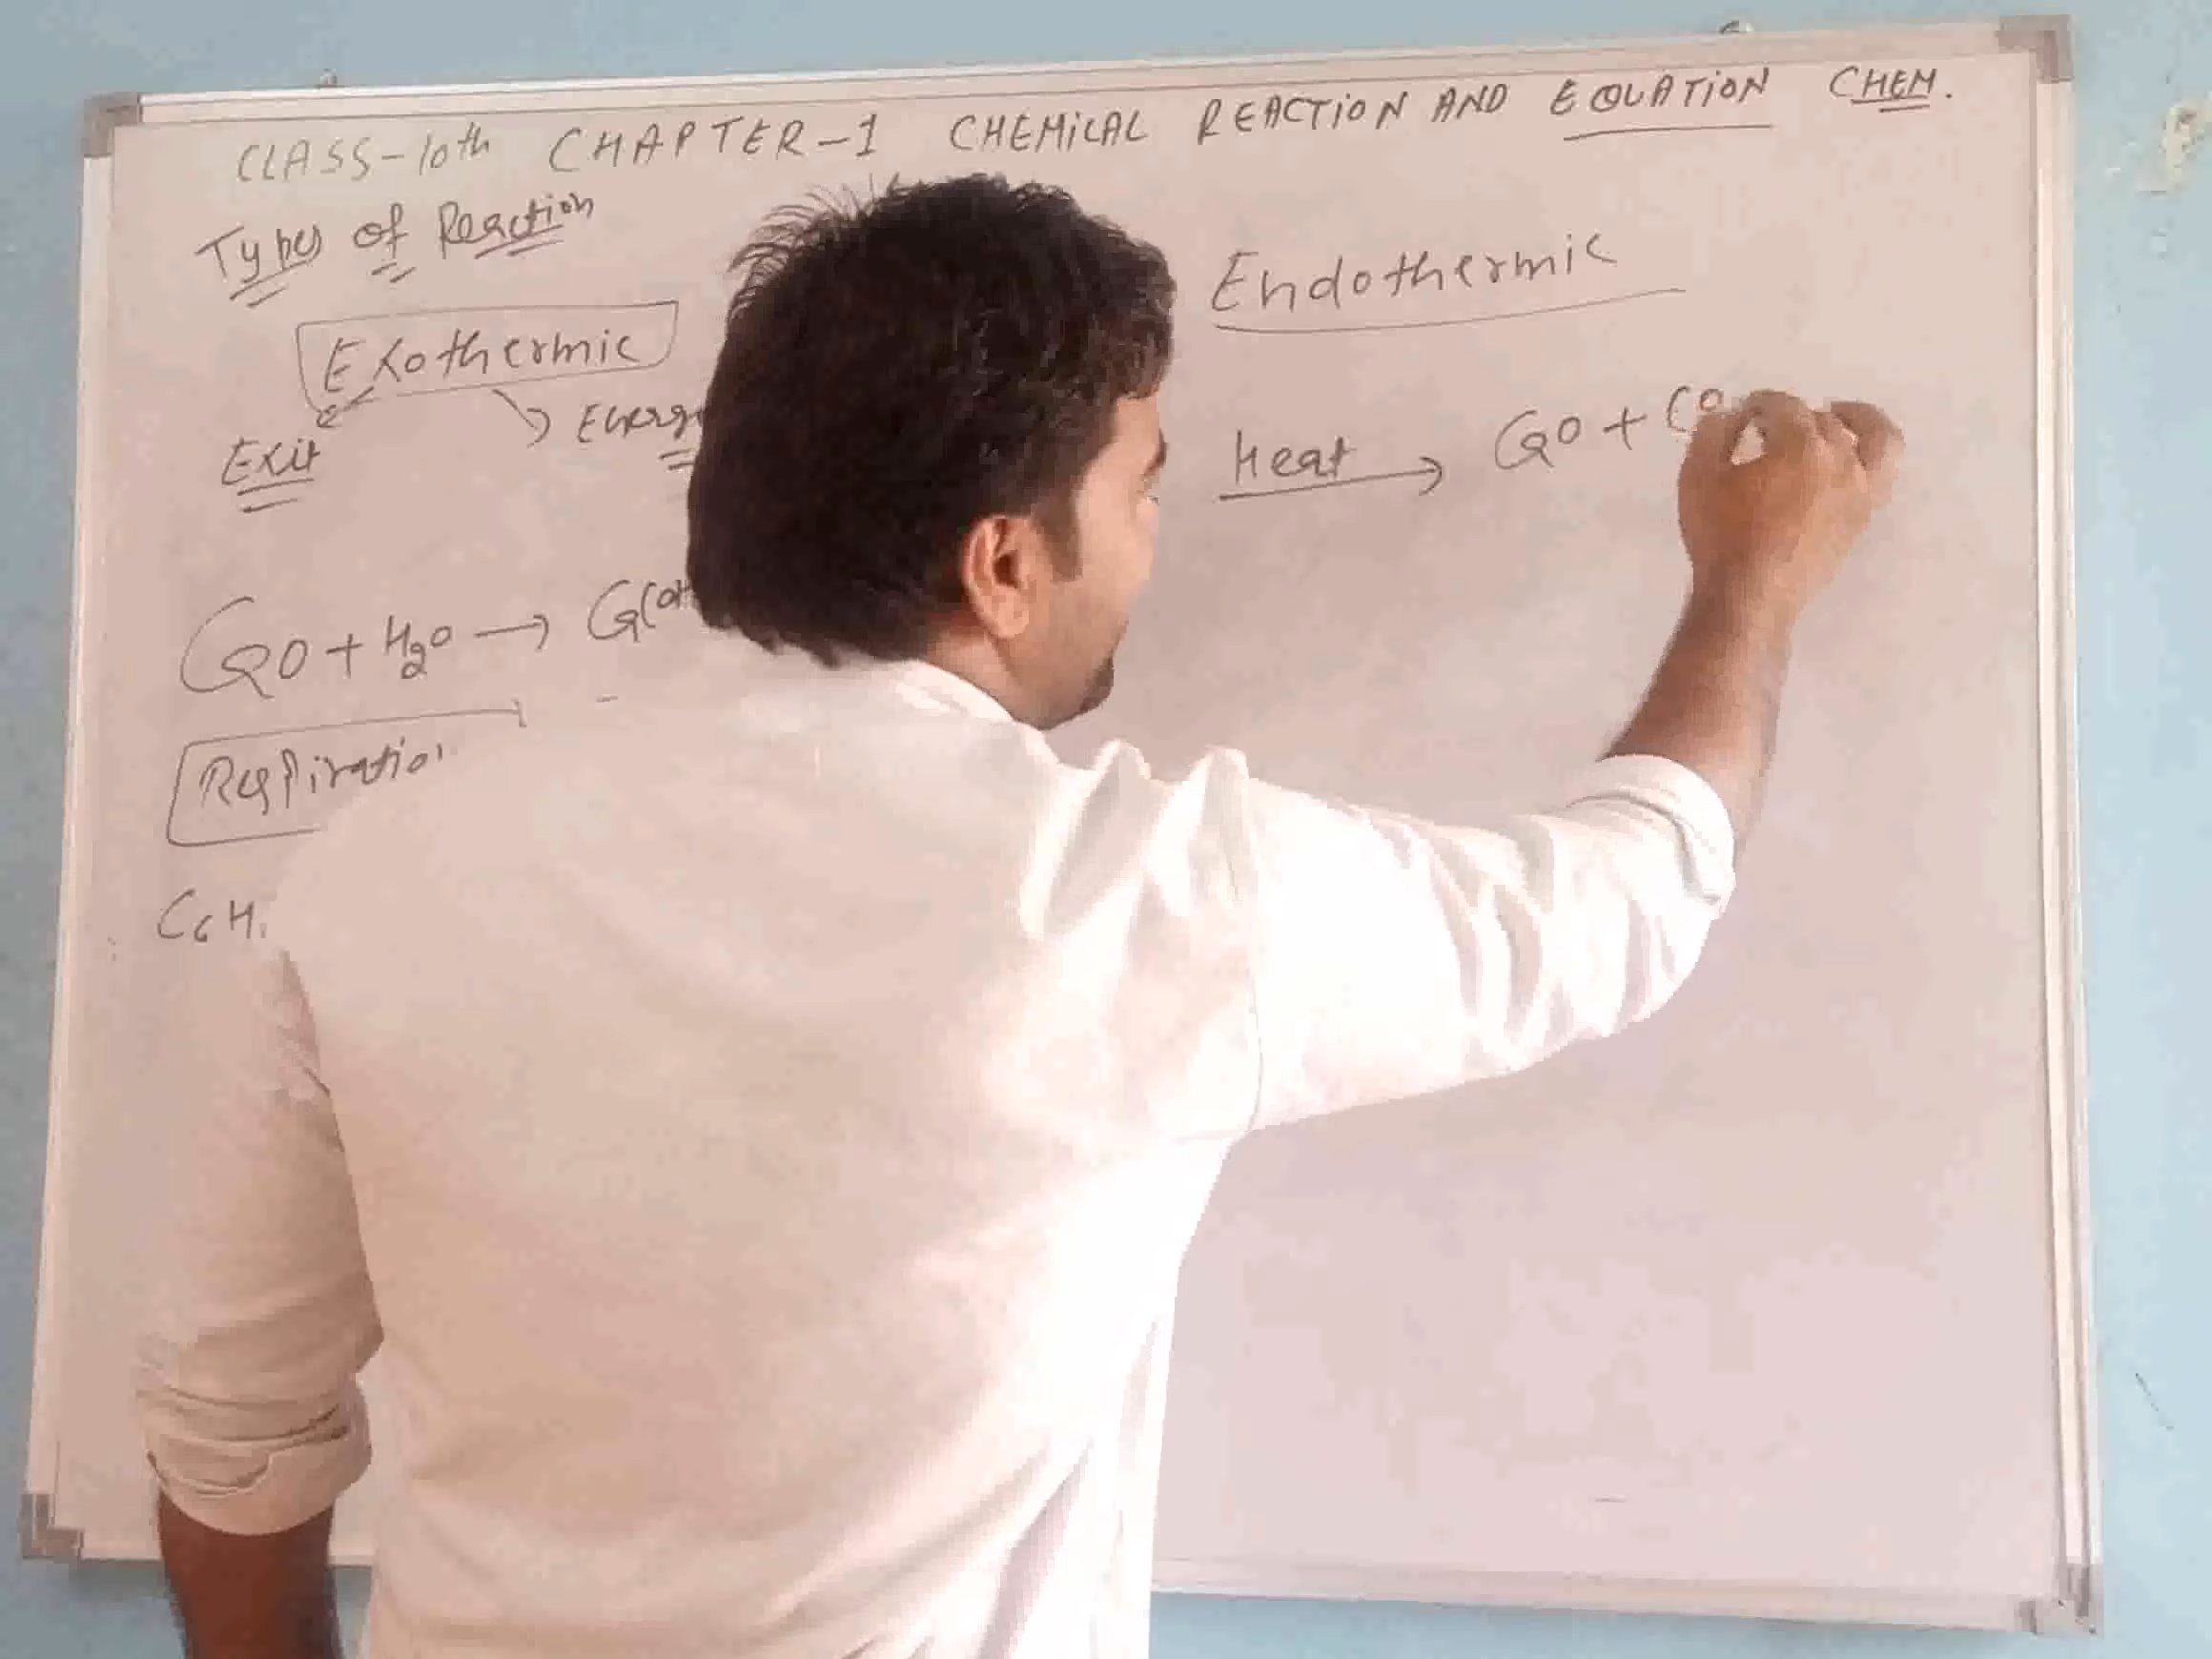 CLASS-10th CHAPTER-1 CHEMICAL REACTION AND EQUATION CHEM.
Types of Reaction
Exothermic
Exit
Energy
CaO + H2O → Ca(OH
Respiration
C6H
Endothermic
Heat → CaO + CO